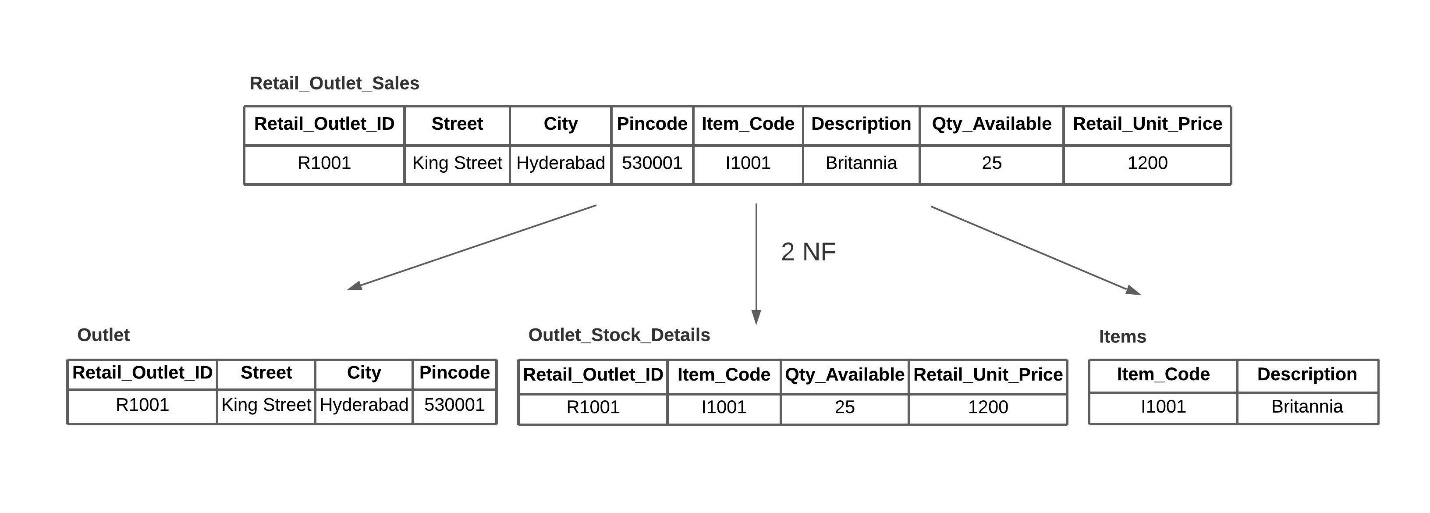 Retail_Outlet_Sales
Retail_Outlet_ID Street City Pincode Item_Code Description Qty_Available Retail_Unit_Price
R1001 King Street Hyderabad 530001 I1001 Britannia 25 1200
2 NF
Outlet
Retail_Outlet_ID Street City Pincode
R1001 King Street Hyderabad 530001
Outlet_Stock_Details
Retail_Outlet_ID Item_Code Qty_Available Retail_Unit_Price
R1001 I1001 25 1200
Items
Item_Code Description
I1001 Britannia